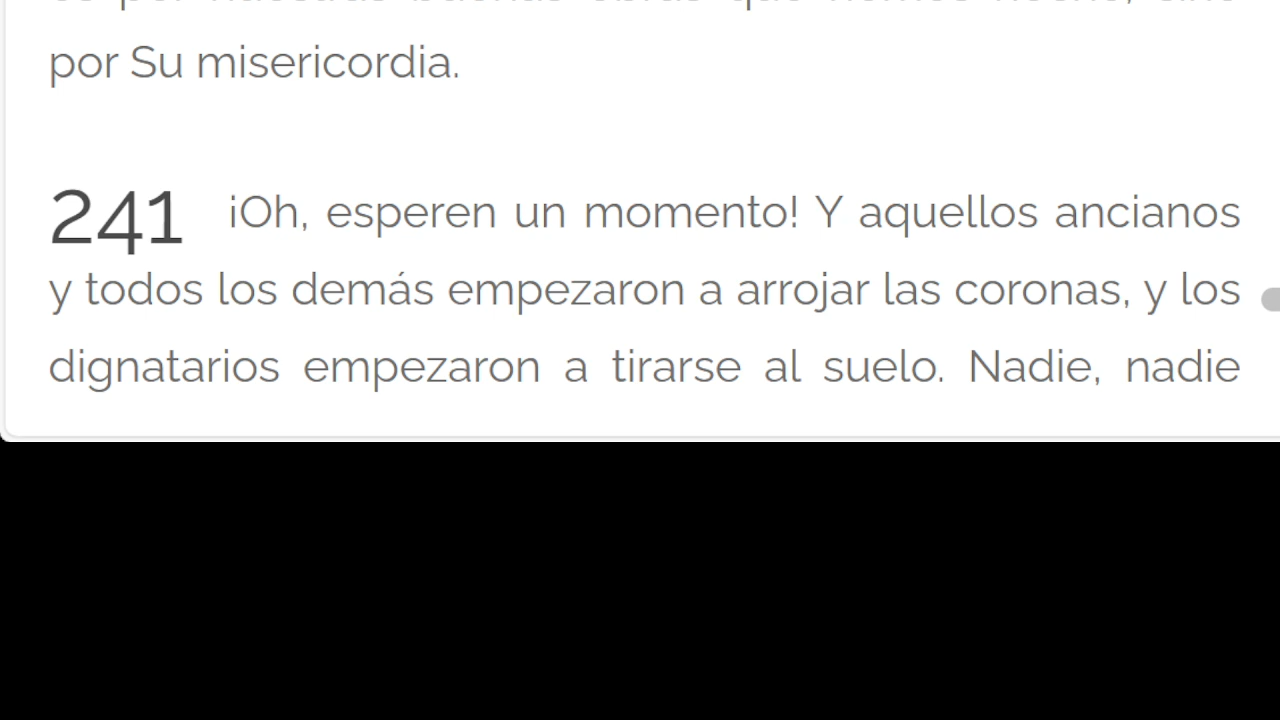 por Su misericordia.
241 ¡Oh, esperen un momento! Y aquellos ancianos
y todos los demás empezaron a arrojar las coronas, y los
dignatarios empezaron a tirarse al suelo. Nadie, nadie